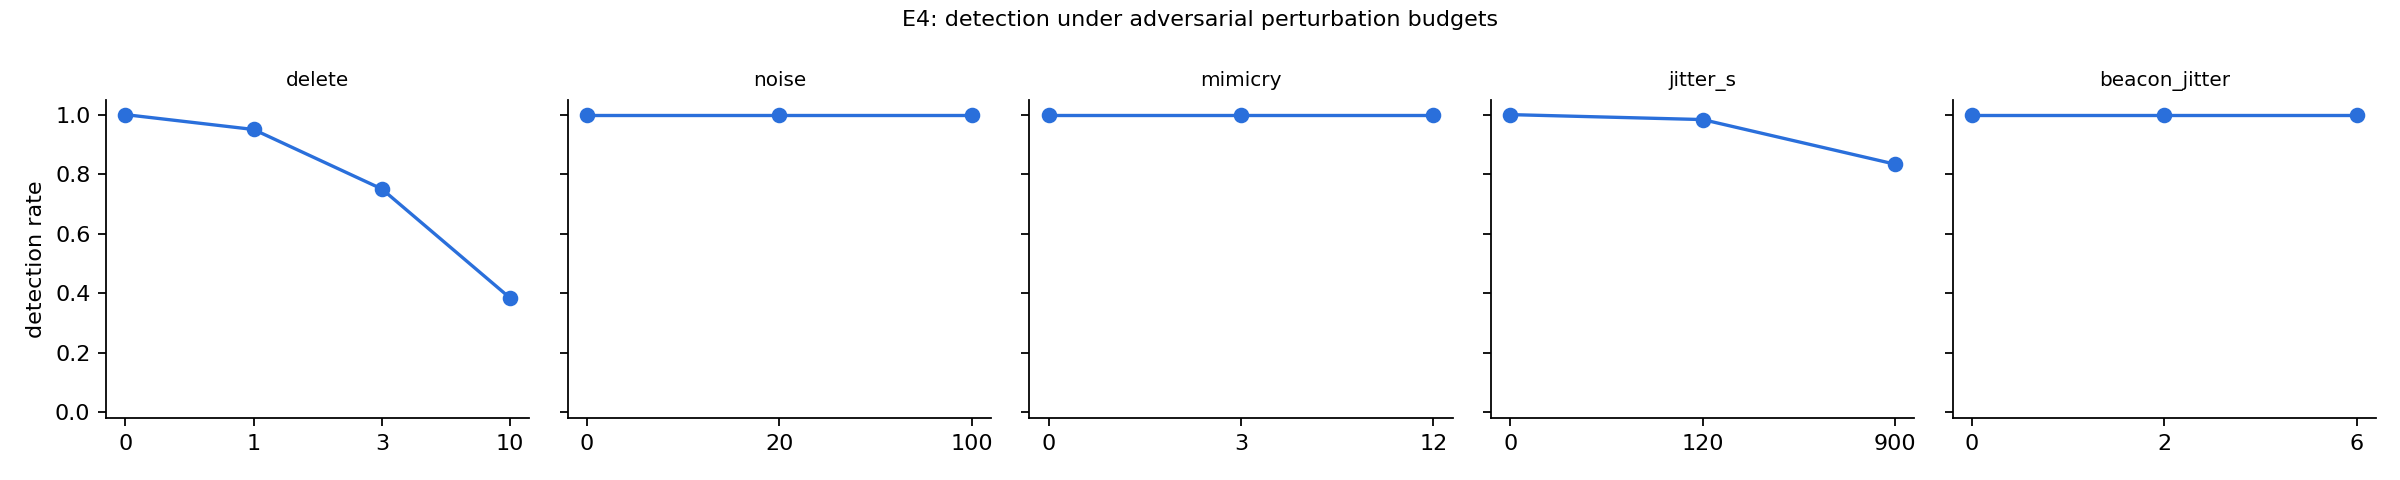 E4: detection under adversarial perturbation budgets
delete
noise
mimicry
jitter_s
beacon_jitter
detection rate
1.0
0.8
0.6
0.4
0.2
0.0
0 1 3 10
0 20 100
0 3 12
0 120 900
0 2 6